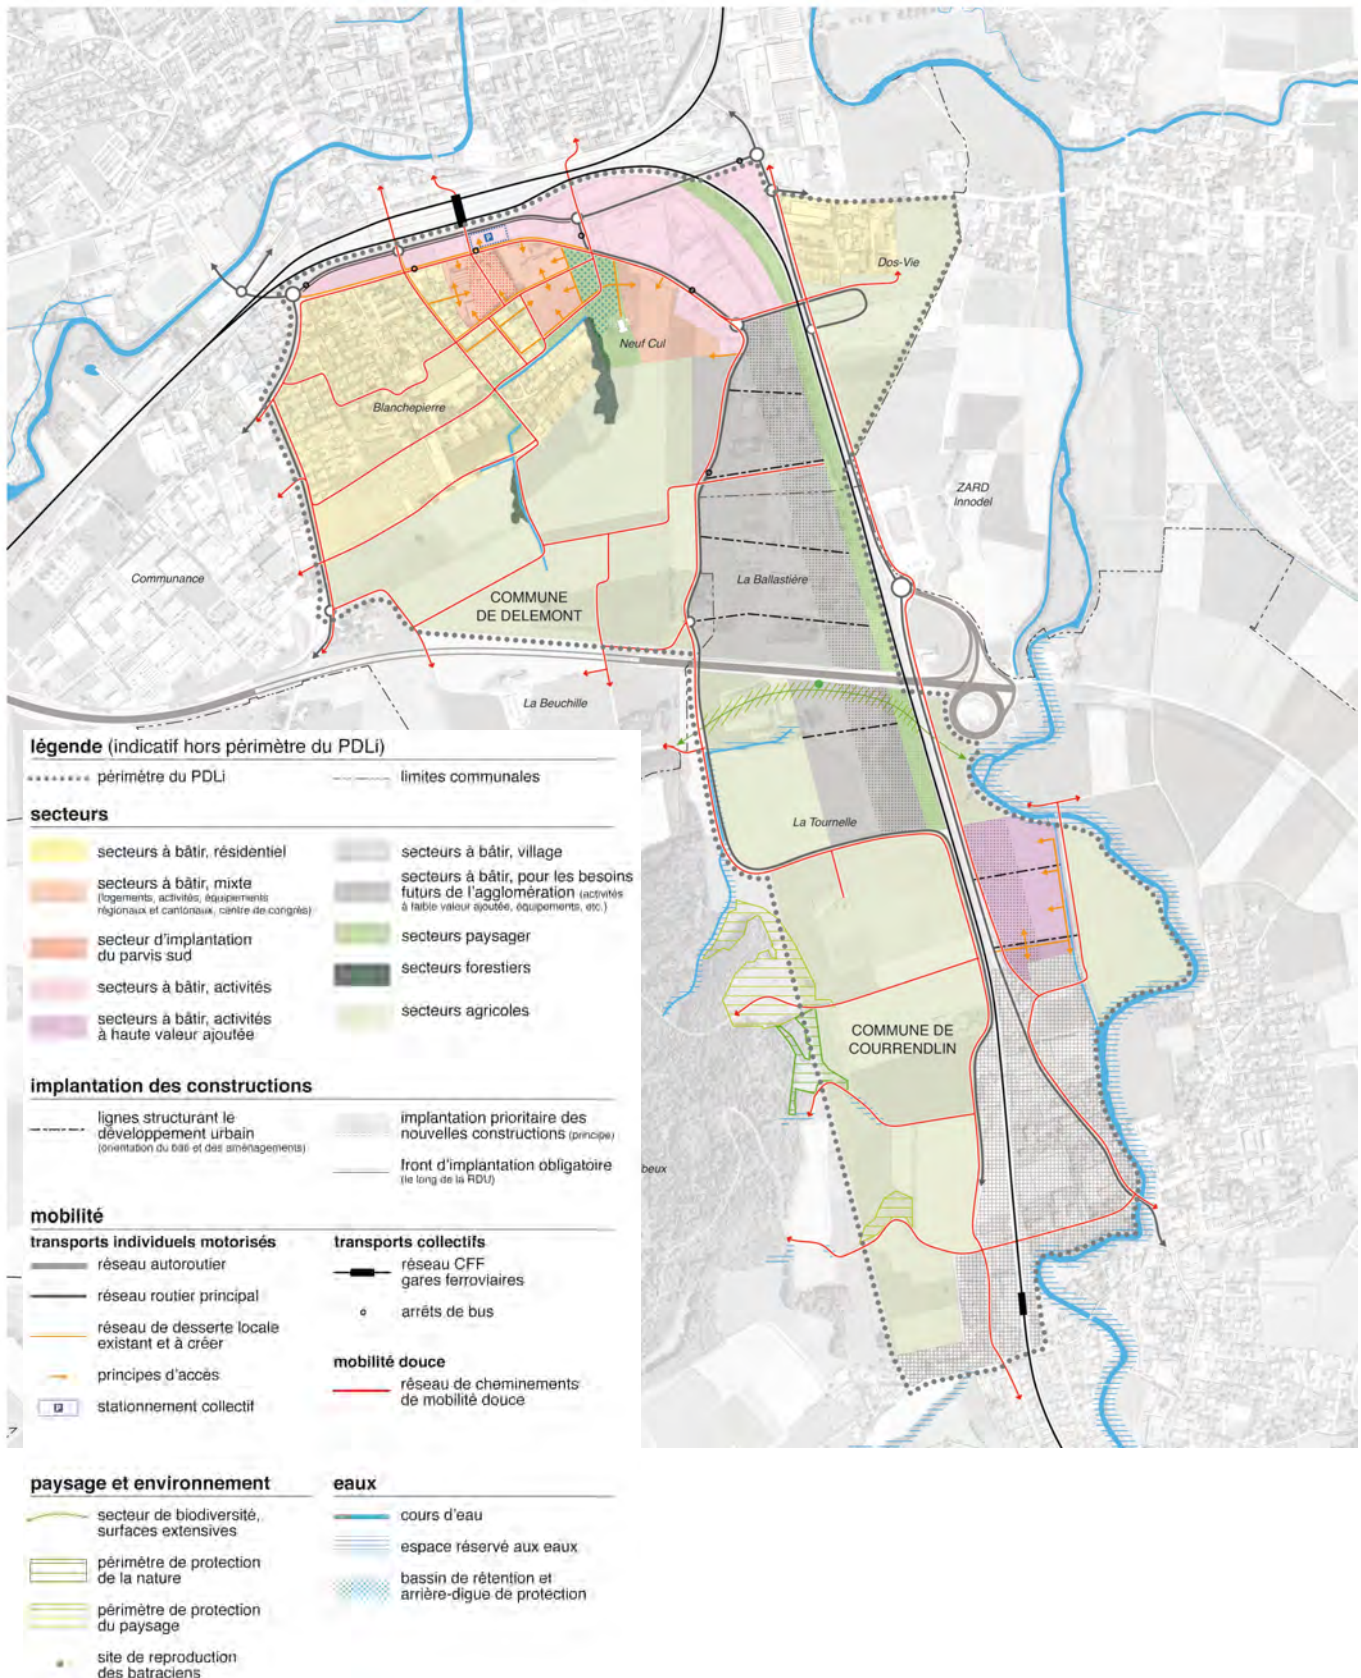 Dos-Vie
Neuf Cul
Blanchepierre
ZARD
Innodel
Communance
La Ballastière
COMMUNE
DE DELEMONT
La Beuchille
La Tournelle
COMMUNE DE
COURRENDLIN
beux
P
légende (indicatif hors périmètre du PDLi)
périmètre du PDLi
limites communales
secteurs
secteurs à bâtir, résidentiel
secteurs à bâtir, mixte
(logements, activités, équipements
régionaux et cantonaux, centre de congrès)
secteur d'implantation
du parvis sud
secteurs à bâtir, activités
secteurs à bâtir, activités
à haute valeur ajoutée
secteurs à bâtir, village
secteurs à bâtir, pour les besoins
futurs de l'agglomération (activités
à faible valeur ajoutée, équipements, etc.)
secteurs paysager
secteurs forestiers
secteurs agricoles
implantation des constructions
lignes structurant le
développement urbain
(orientation du bâti et des aménagements)
implantation prioritaire des
nouvelles constructions (principe)
front d'implantation obligatoire
(le long de la RDU)
mobilité
transports individuels motorisés
réseau autoroutier
réseau routier principal
réseau de desserte locale
existant et à créer
principes d'accès
P stationnement collectif
transports collectifs
réseau CFF
gares ferroviaires
arrêts de bus
mobilité douce
réseau de cheminements
de mobilité douce
paysage et environnement
secteur de biodiversité,
surfaces extensives
périmètre de protection
de la nature
périmètre de protection
du paysage
site de reproduction
des batraciens
eaux
cours d'eau
espace réservé aux eaux
bassin de rétention et
arrière-digue de protection